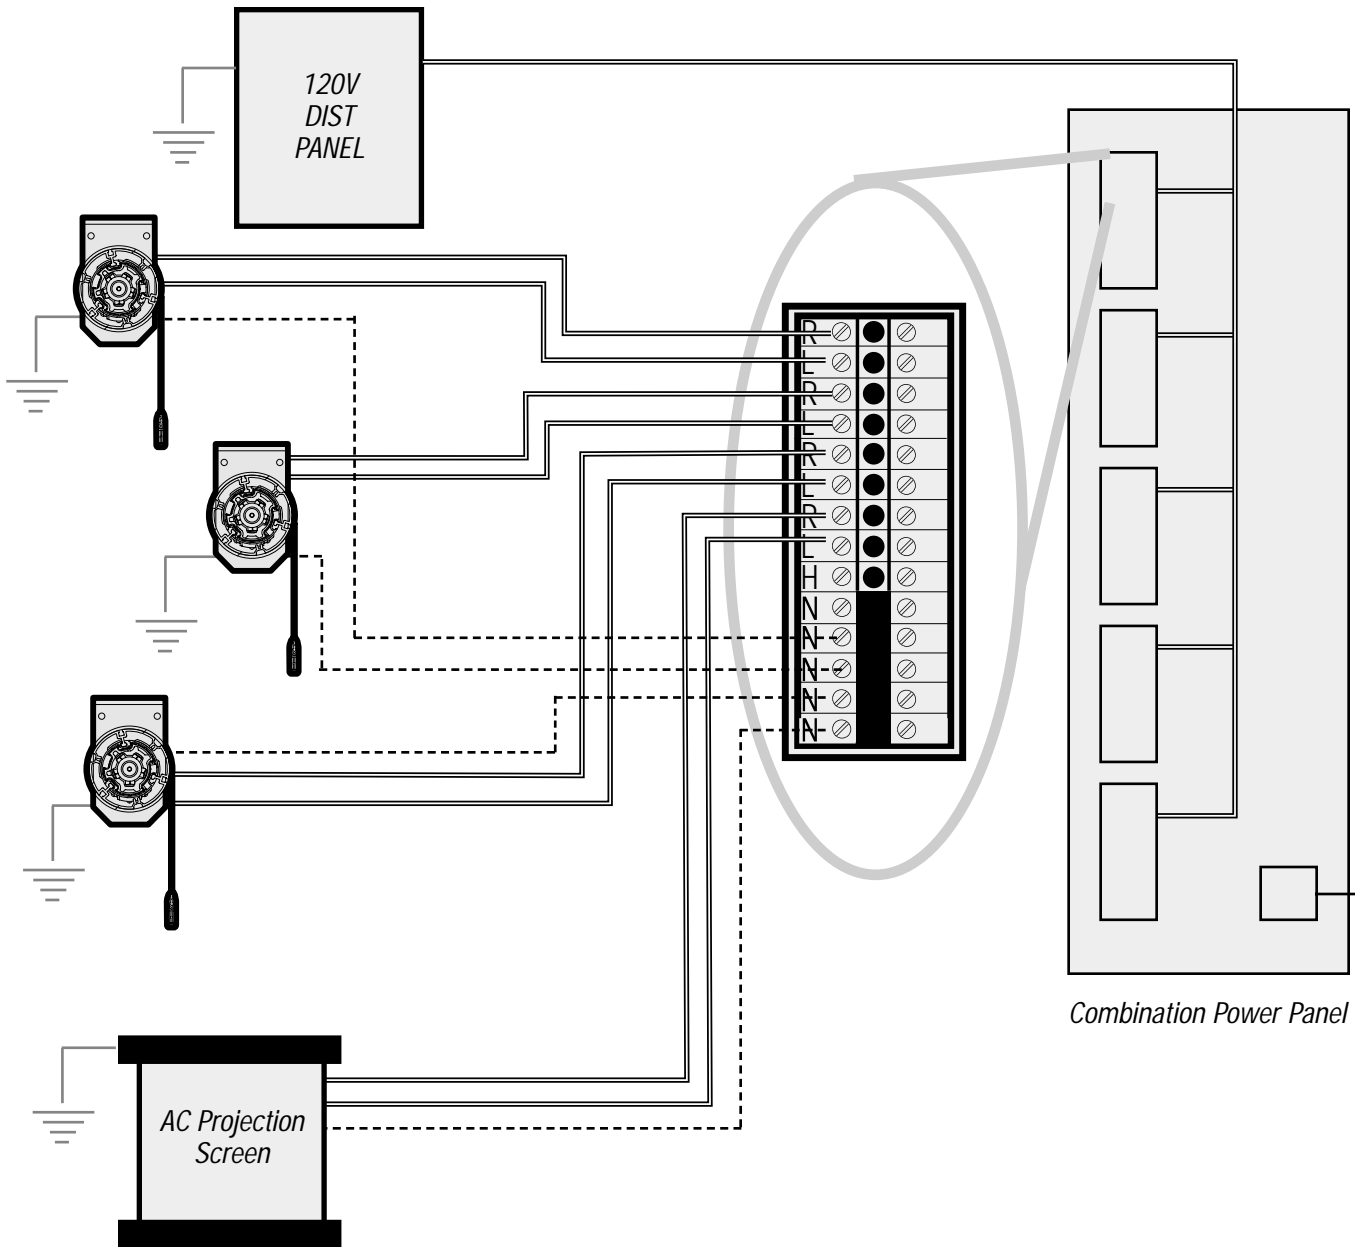 120V
DIST
PANEL
R
L
R
L
R
L
R
L
H
N
N
N
N
N
Combination Power Panel
AC Projection
Screen